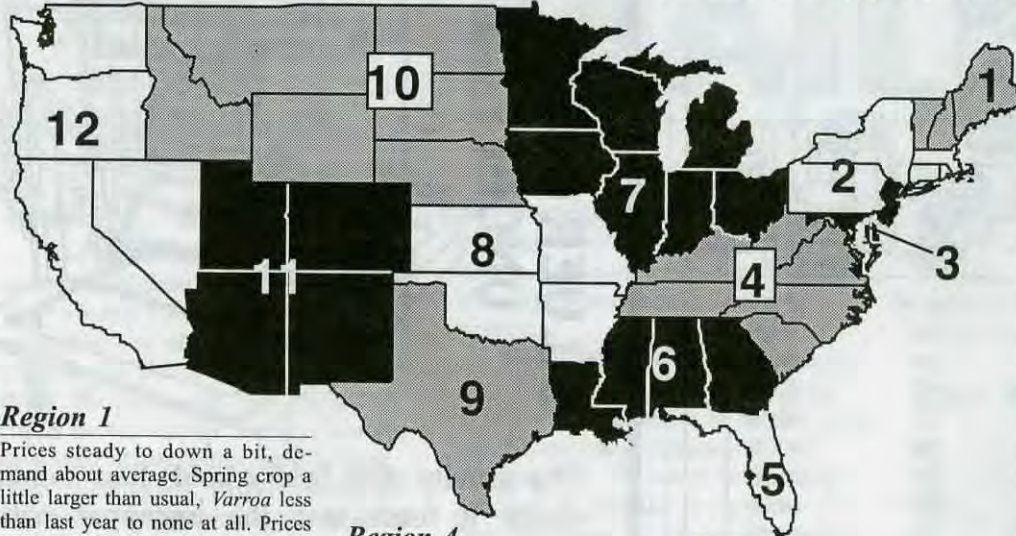 10
1
12
2
7
8
3
4
11
6
9
5
Region 1
Prices steady to down a bit, de-
mand about average. Spring crop a
little larger than usual, Varroa less
than last year to none at all. Prices
Region 4